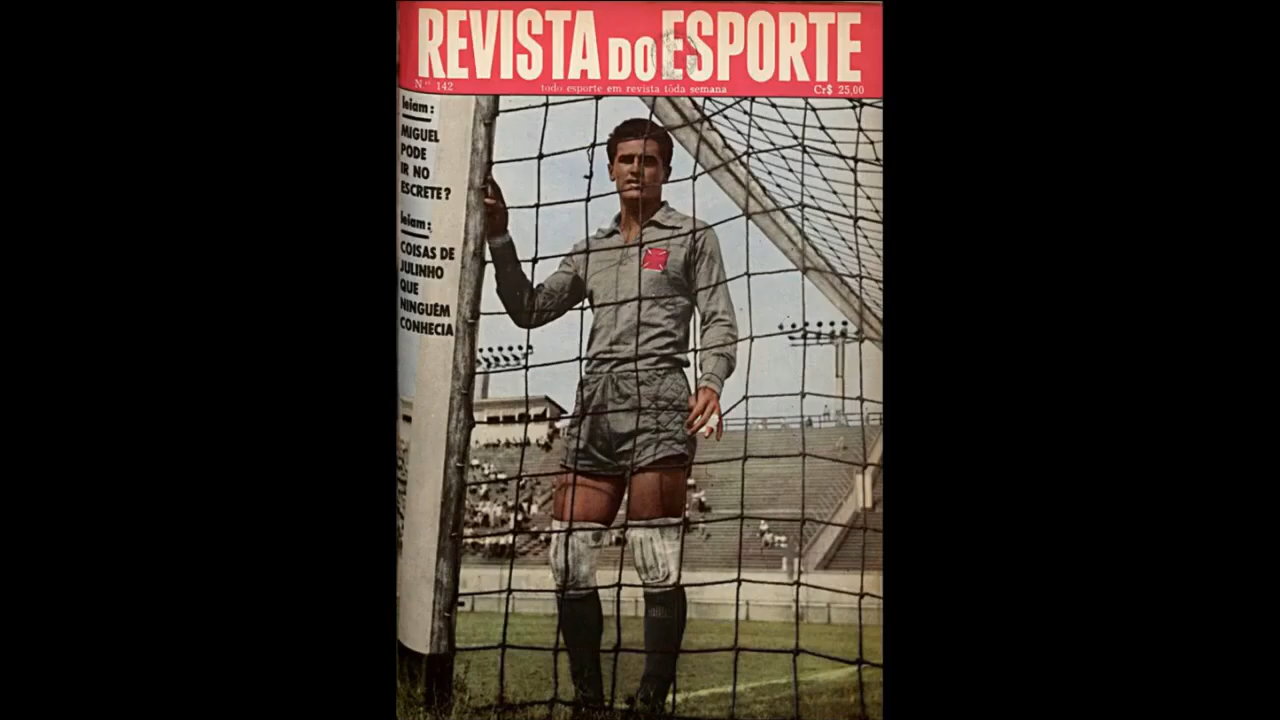 REVISTA DO ESPORTE
Nº 142
todo esporte em revista tôda semana
Cr$ 25,00
leiam:
MIGUEL
PODE
IR NO
ESCRETE?
leiam:
COISAS DE
JULINHO
QUE
NINGUÉM
CONHECIA